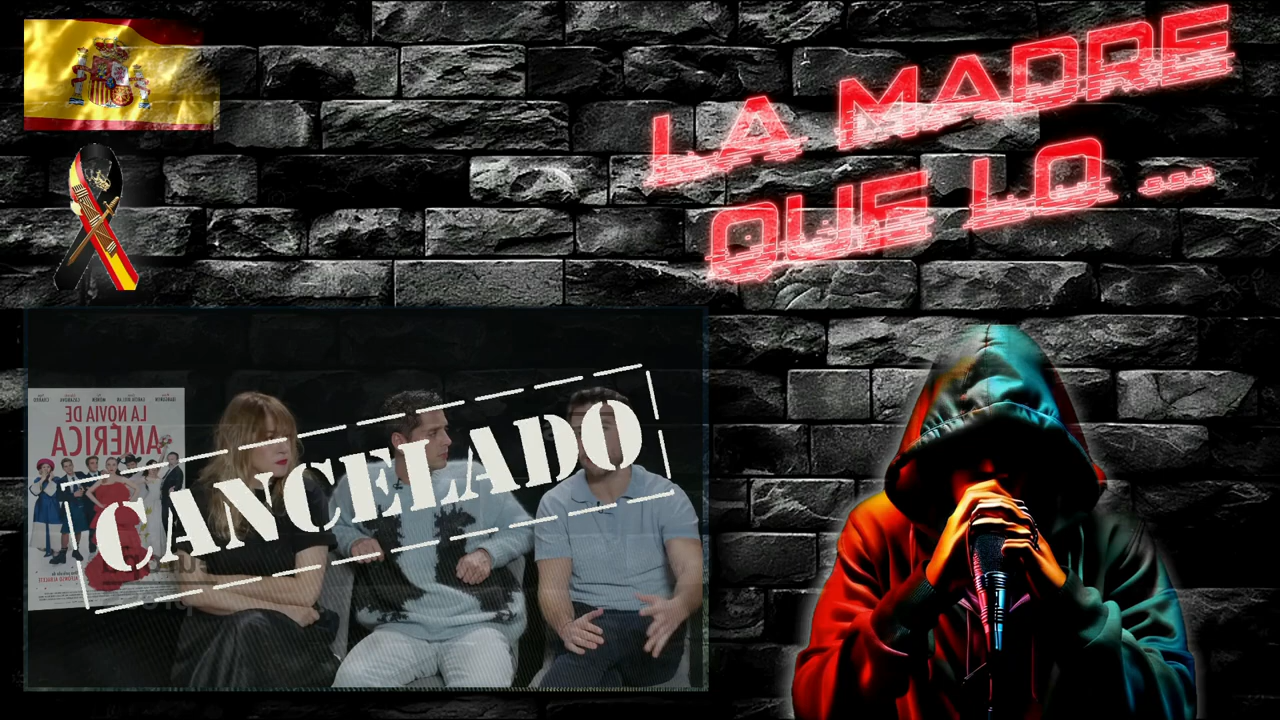 LA MADRE
QUE LO ...
LA NOVIA DE
AMÉRICA
CANCELADO